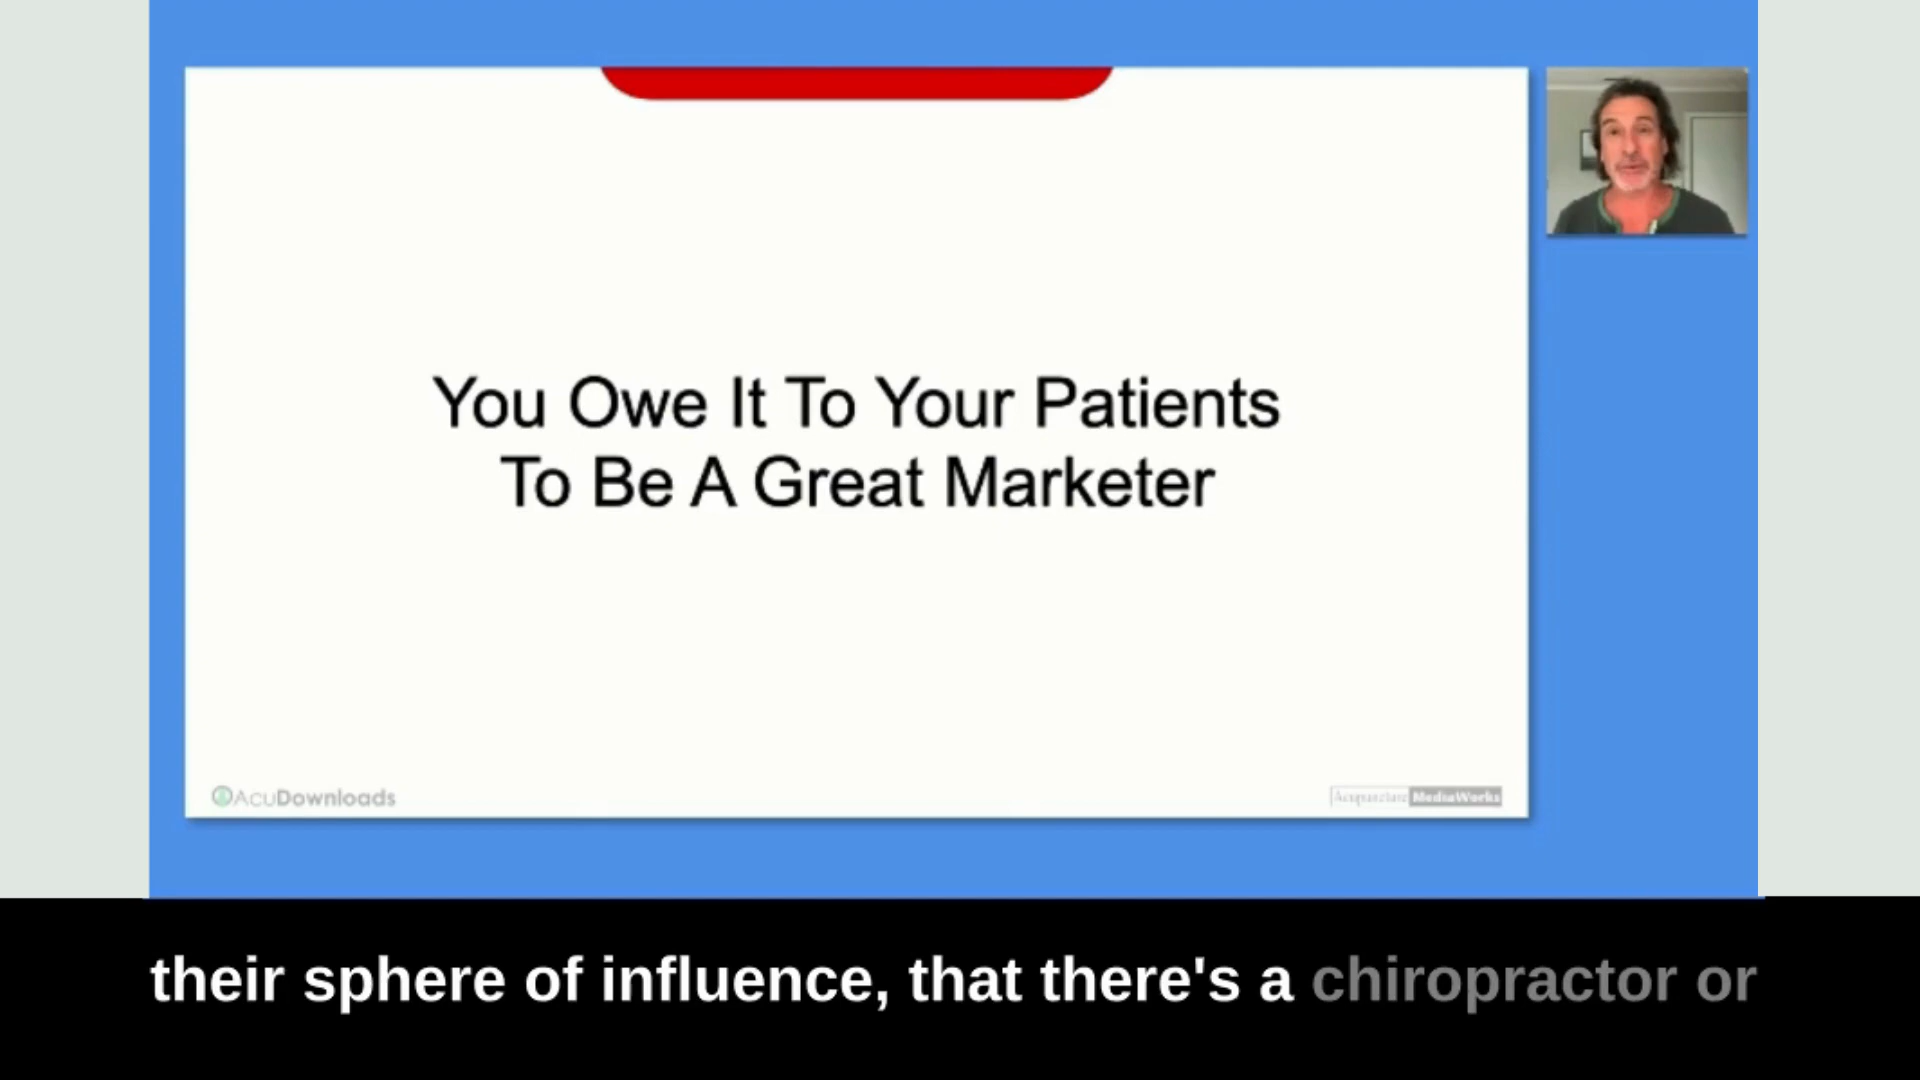 You Owe It To Your Patients
To Be A Great Marketer
AcuDownloads
Acupuncture MediaWorks
their sphere of influence, that there's a chiropractor or